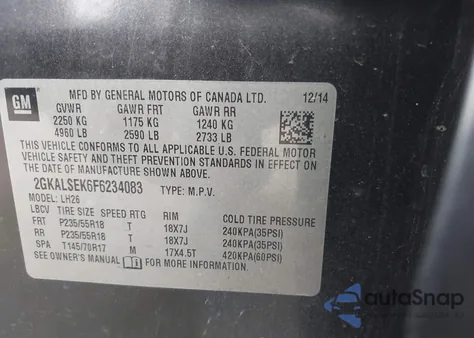 GM
MFD BY GENERAL MOTORS OF CANADA LTD. 12/14
GVWR GAWR FRT GAWR RR
2250 KG 1175 KG 1240 KG
4960 LB 2590 LB 2733 LB
THIS VEHICLE CONFORMS TO ALL APPLICABLE U.S. FEDERAL MOTOR
VEHICLE SAFETY AND THEFT PREVENTION STANDARDS IN EFFECT ON
THE DATE OF MANUFACTURE SHOWN ABOVE.
2GKALSEK6F6234083 TYPE: M.P.V.
MODEL: LH26
LBCV TIRE SIZE SPEED RTG RIM COLD TIRE PRESSURE
FRT P235/55R18 T 18X7J 240KPA(35PSI)
RR P235/55R18 T 18X7J 240KPA(35PSI)
SPA T145/70R17 M 17X4.5T 420KPA(60PSI)
SEE OWNER'S MANUAL FOR MORE INFORMATION.
autoSnap